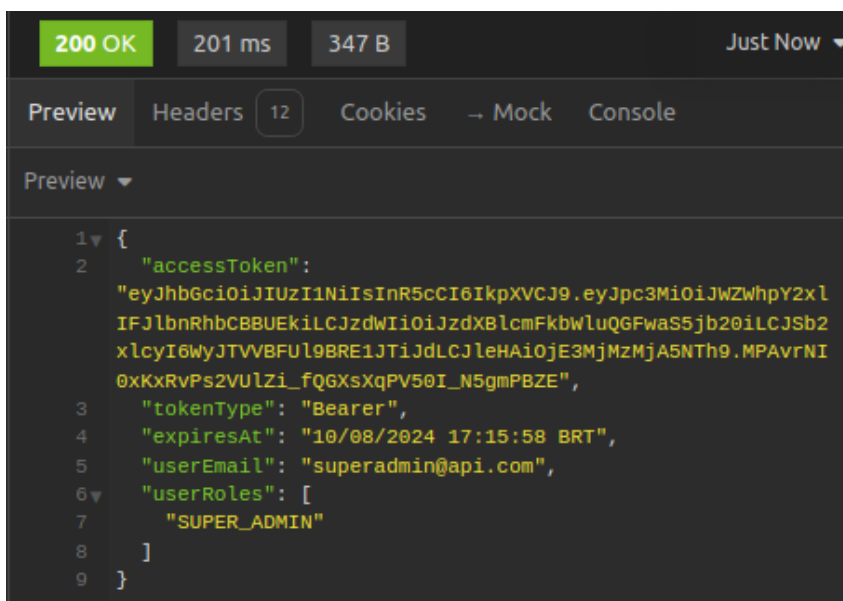 200 OK 201 ms 347 B Just Now
Preview Headers 12 Cookies → Mock Console
Preview
1 {
2 "accessToken":
"eyJhbGciOiJIUzI1NiIsInR5cCI6IkpXVCJ9.eyJpc3MiOiJWZWhpY2xl
IFJlbnRhbCBBUEkiLCJzdWIiOiJzdXBlcmFkbWluQGFwaS5jb20iLCJSb2
xlcyI6WyJTVVBFUl9BRE1JTiJdLCJleHAiOjE3MjMzMjA5NTh9.MPAvrNI
0xKxRvPs2VUlZi_fQGXsXqPV50I_N5gmPBZE",
3 "tokenType": "Bearer",
4 "expiresAt": "10/08/2024 17:15:58 BRT",
5 "userEmail": "superadmin@api.com",
6 "userRoles": [
7 "SUPER_ADMIN"
8 ]
9 }